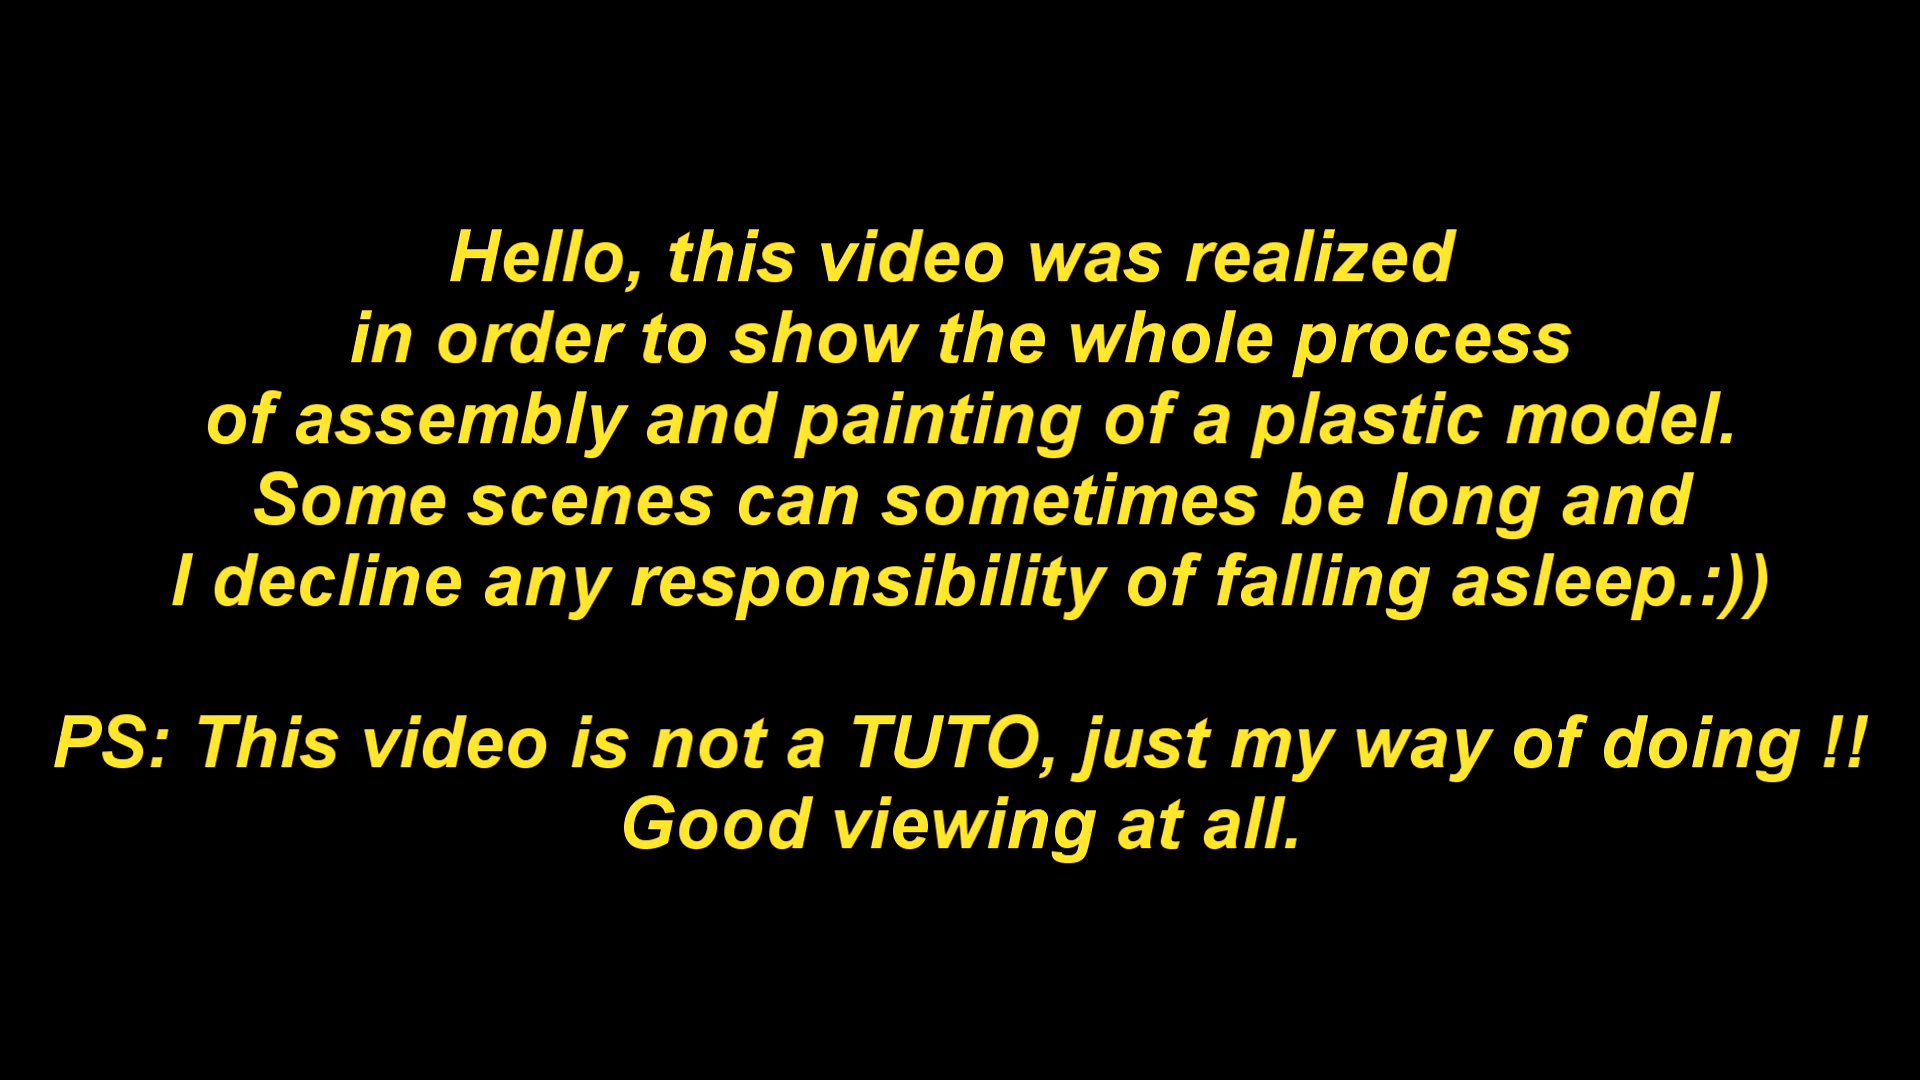 Hello, this video was realized
in order to show the whole process
of assembly and painting of a plastic model.
Some scenes can sometimes be long and
I decline any responsibility of falling asleep.:))
PS: This video is not a TUTO, just my way of doing !!
Good viewing at all.